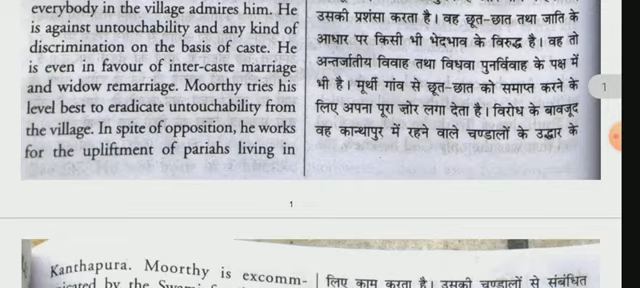 everybody in the village admires him. He
is against untouchability and any kind of
discrimination on the basis of caste. He
is even in favour of inter-caste marriage
and widow remarriage. Moorthy tries his
level best to eradicate untouchability from
the village. In spite of opposition, he works
for the upliftment of pariahs living in
उसकी प्रशंसा करता है। वह छूत-छात तथा जाति के
आधार पर किसी भी भेदभाव के विरुद्ध है। वह तो
अन्तर्जातीय विवाह तथा विधवा पुनर्विवाह के पक्ष में
भी है। मूर्थी गांव से छूत-छात को समाप्त करने के
लिए अपना पूरा ज़ोर लगा देता है। विरोध के बावजूद
वह कान्थापुर में रहने वाले चण्डालों के उद्धार के
1
1
Kanthapura. Moorthy is excomm-
by the
लिए काम करता है। उसकी चण्डालों से संबंधित